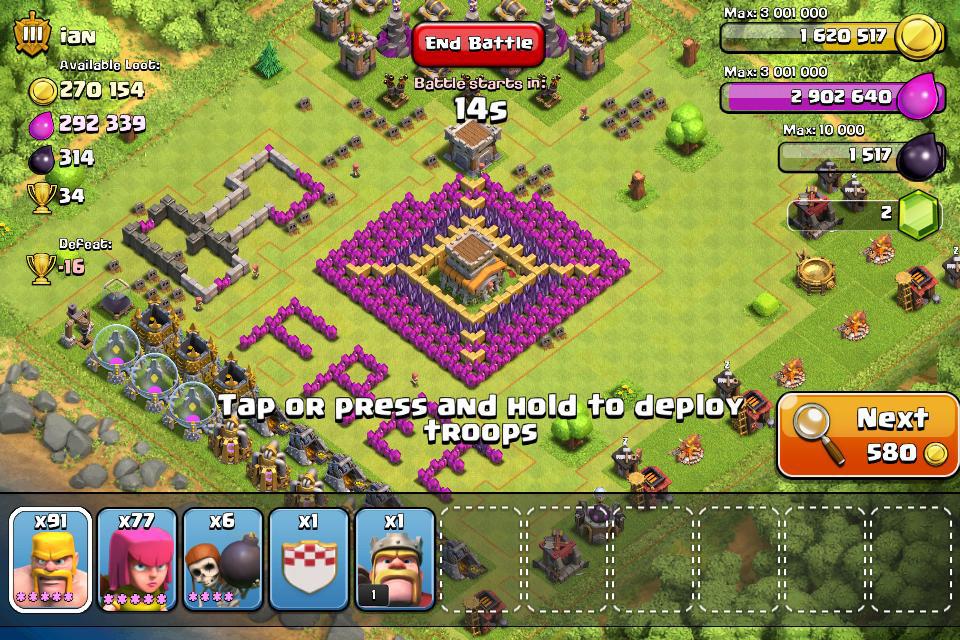 III ian
Available Loot:
270 154
292 339
314
34
Defeat:
-16
End Battle
Battle starts in:
14s
Max: 3 001 000
1 620 517
Max: 3 001 000
2 902 640
Max: 10 000
1 517
2
Tap or press and hold to deploy
troops
Next
580
x91
x77
x6
x1
x1
1